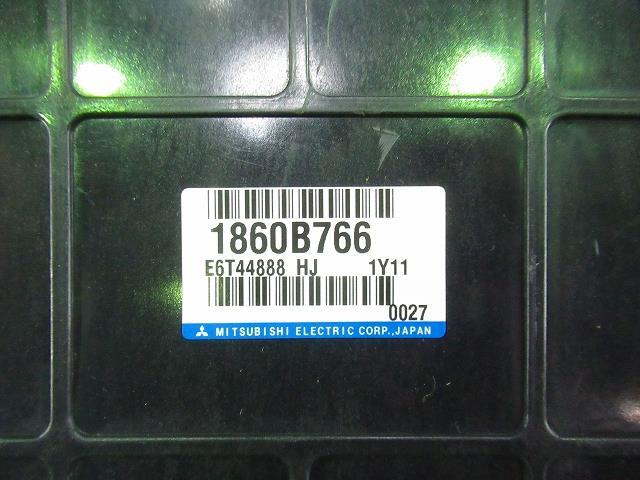 1860B766
E6T44888 HJ 1Y11
0027
MITSUBISHI ELECTRIC CORP.,JAPAN